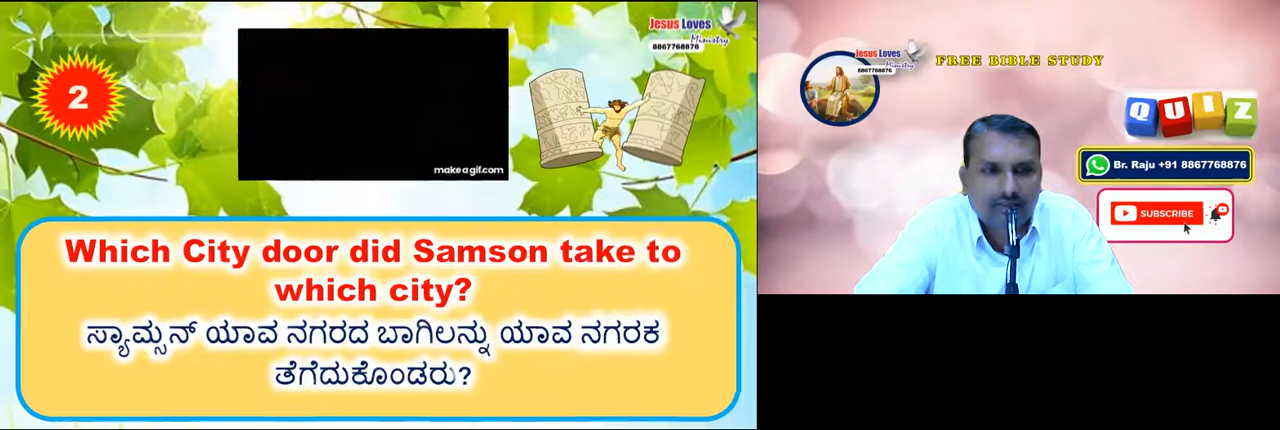 2
makeagif.com
Jesus Loves
Ministry
8867768876
Which City door did Samson take to
which city?
ಸ್ಯಾಮ್ಸನ್ ಯಾವ ನಗರದ ಬಾಗಿಲನ್ನು ಯಾವ ನಗರಕ
ತೆಗೆದುಕೊಂಡರು?
Jesus Loves
Ministry
8867768876
FREE BIBLE STUDY
QUIZ
Br. Raju +91 8867768876
SUBSCRIBE